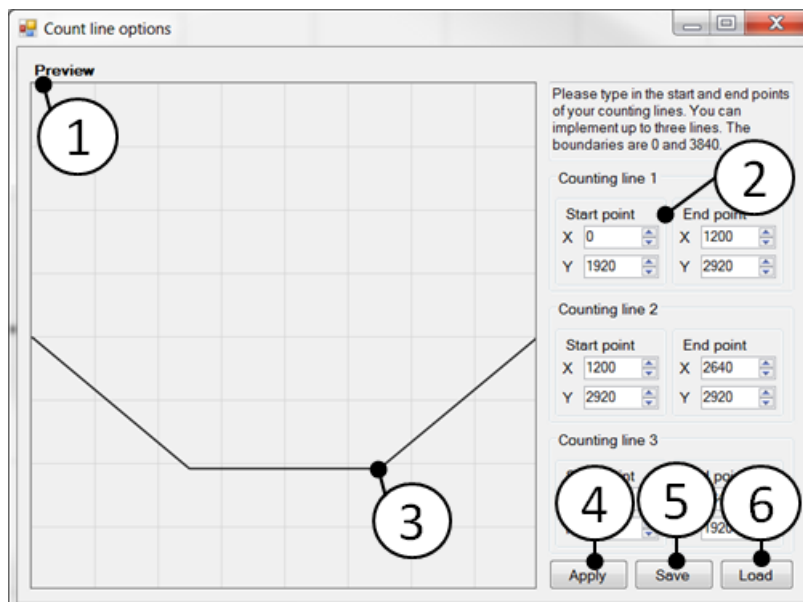 Count line options
Preview
1
Please type in the start and end points
of your counting lines. You can
implement up to three lines. The
boundaries are 0 and 3840.
2
Counting line 1
Start point End point
X 0 X 1200
Y 1920 Y 2920
Counting line 2
Start point End point
X 1200 X 2640
Y 2920 Y 2920
Counting line 3
3
4 5 6
1920
Apply Save Load